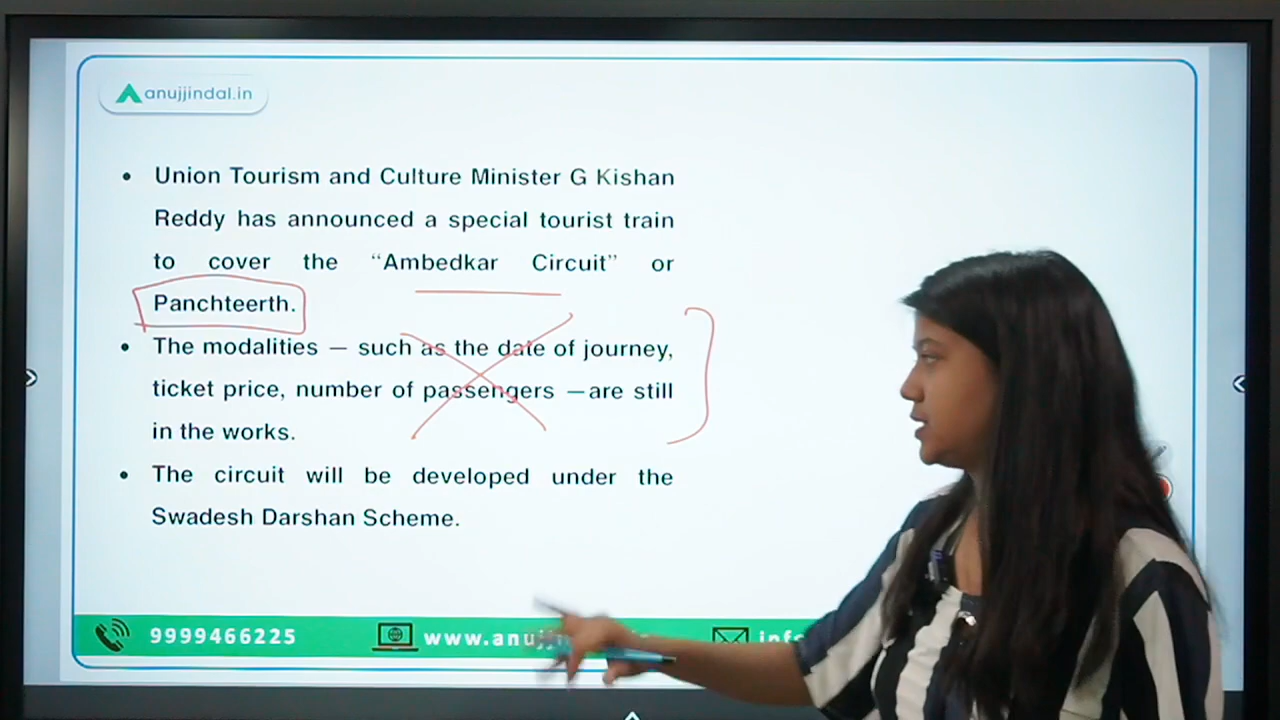 anujjindal.in
• Union Tourism and Culture Minister G Kishan
Reddy has announced a special tourist train
to cover the “Ambedkar Circuit” or
Panchteerth.
• The modalities – such as the date of journey,
ticket price, number of passengers –are still
in the works.
• The circuit will be developed under the
Swadesh Darshan Scheme.
9999466225